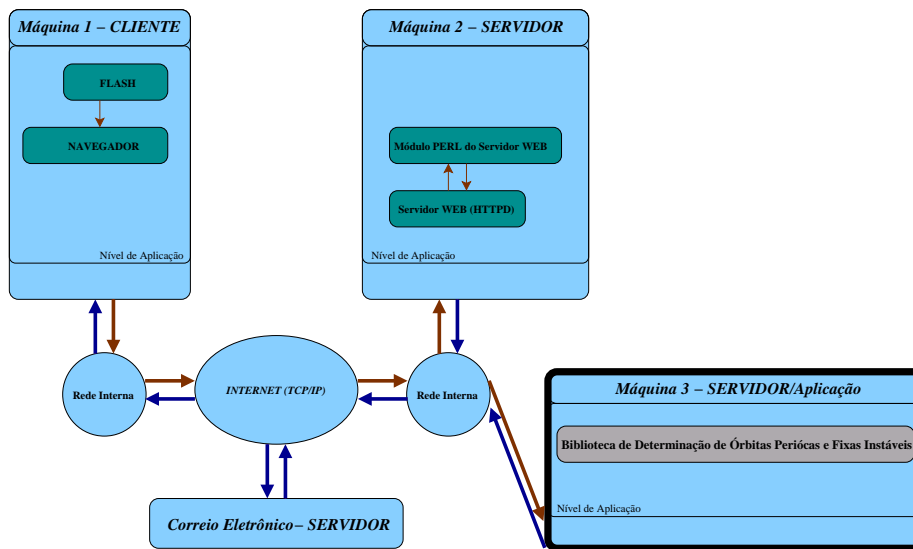 Máquina 1 – CLIENTE
FLASH
NAVEGADOR
Nível de Aplicação
Máquina 2 – SERVIDOR
Módulo PERL do Servidor WEB
Servidor WEB (HTTPD)
Nível de Aplicação
Rede Interna
INTERNET (TCP/IP)
Rede Interna
Máquina 3 – SERVIDOR/Aplicação
Biblioteca de Determinação de Órbitas Periócas e Fixas Instáveis
Nível de Aplicação
Correio Eletrônico – SERVIDOR